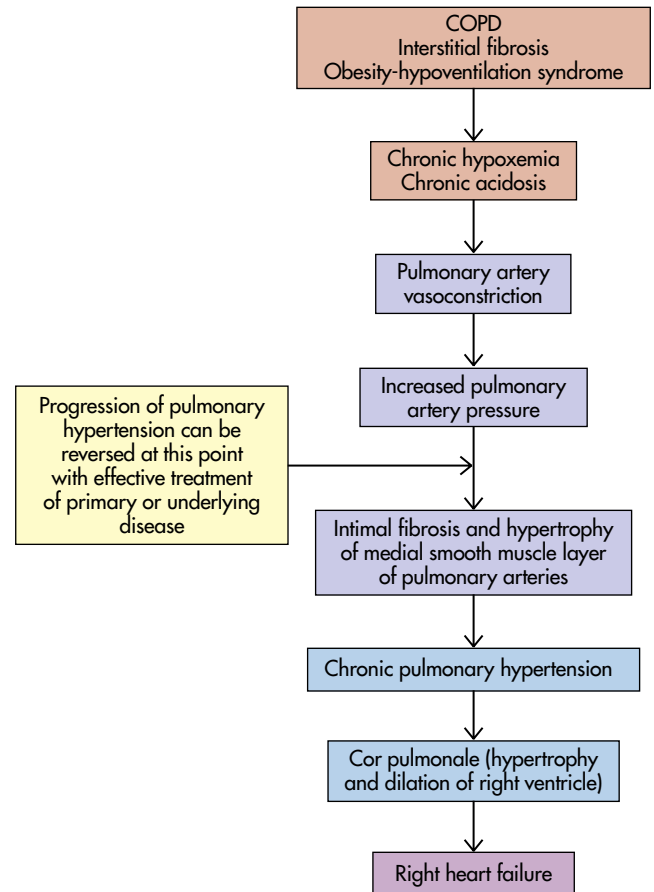 COPD
Interstitial fibrosis
Obesity-hypoventilation syndrome
Chronic hypoxemia
Chronic acidosis
Pulmonary artery
vasoconstriction
Increased pulmonary
artery pressure
Progression of pulmonary
hypertension can be
reversed at this point
with effective treatment
of primary or underlying
disease
Intimal fibrosis and hypertrophy
of medial smooth muscle layer
of pulmonary arteries
Chronic pulmonary hypertension
Cor pulmonale (hypertrophy
and dilation of right ventricle)
Right heart failure